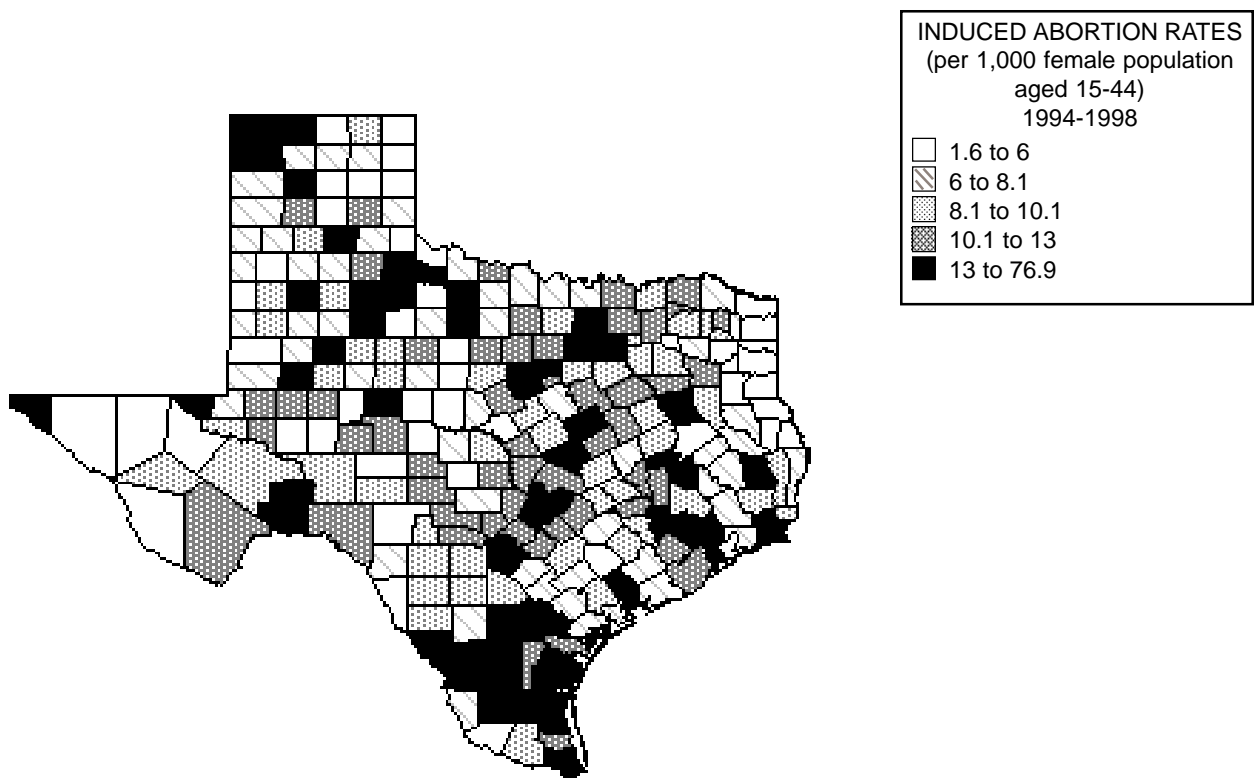 INDUCED ABORTION RATES
(per 1,000 female population
aged 15-44)
1994-1998
1.6 to 6
6 to 8.1
8.1 to 10.1
10.1 to 13
13 to 76.9